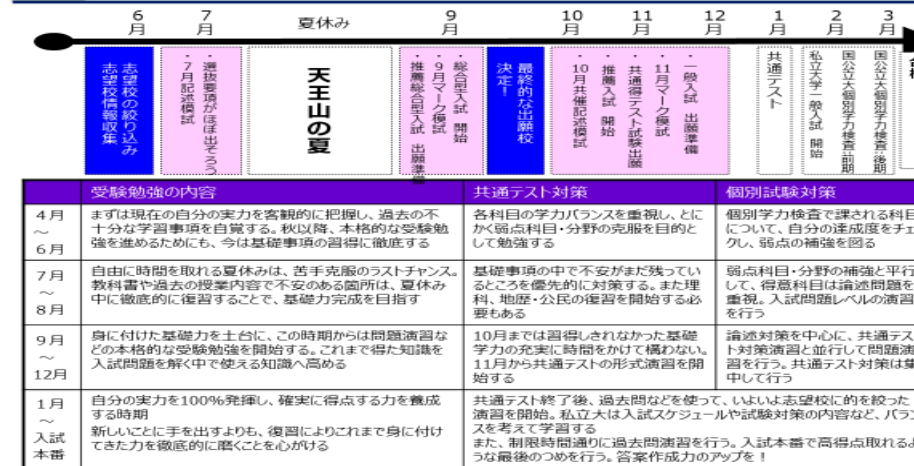 6月
7月
夏休み
9月
10月
11月
12月
1月
2月
3月
志望校の絞り込み
志望校情報収集
・選抜要項がほぼ出そろう
・7月記述模試
天王山の夏
・総合型入試 開始
・9月マーク模試
・推薦総合型入試 出願準備
最終的な出願校
決定!
・一般入試 出願準備
・11月マーク模試
・共通得テスト試験出願
・推薦入試 開始
・10月共催記述模試
共通テスト
国公立大個別学力検査:後期
国公立大個別学力検査:前期
私立大学一般入試 開始
受験勉強の内容
共通テスト対策
個別試験対策
4月
~
6月
まずは現在の自分の実力を客観的に把握し、過去の不
十分な学習事項を自覚する。秋以降、本格的な受験勉
強を進めるためにも、今は基礎事項の習得に徹底する
各科目の学力バランスを重視し、とに
かく弱点科目・分野の克服を目的と
して勉強する
個別学力検査で課される科目
について、自分の達成度をチェ
クし、弱点の補強を図る
7月
~
8月
自由に時間を取れる夏休みは、苦手克服のラストチャンス。
教科書や過去の授業内容で不安のある箇所は、夏休み
中に徹底的に復習することで、基礎力完成を目指す
基礎事項の中で不安がまだ残ってい
るところを優先的に対策する。また理
科、地歴・公民の復習を開始する必
要もある
弱点科目・分野の補強と平行
して、得意科目は論述問題を
重視。入試問題レベルの演習
を行う
9月
~
12月
身に付けた基礎力を土台に、この時期からは問題演習な
どの本格的な受験勉強を開始する。これまで得た知識を
入試問題を解く中で使える知識へ高める
10月までは習得しきれなかった基礎
学力の充実に時間をかけて構わない。
11月から共通テストの形式演習を開
始する
論述対策を中心に、共通テス
ト対策演習と並行して問題演
習を行う。共通テスト対策は集
中して行う
1月
~
入試
本番
自分の実力を100%発揮し、確実に得点する力を養成
する時期
新しいことに手を出すよりも、復習によりこれまで身に付け
てきた力を徹底的に磨くことを心がける
共通テスト終了後、過去問などを使って、いよいよ志望校に的を絞った
演習を開始。私立大は入試スケジュールや試験対策の内容など、バラン
スを考えて学習する
また、制限時間通りに過去問演習を行う。入試本番で高得点取れるよ
うな最後のつめを行う。答案作成力のアップを!